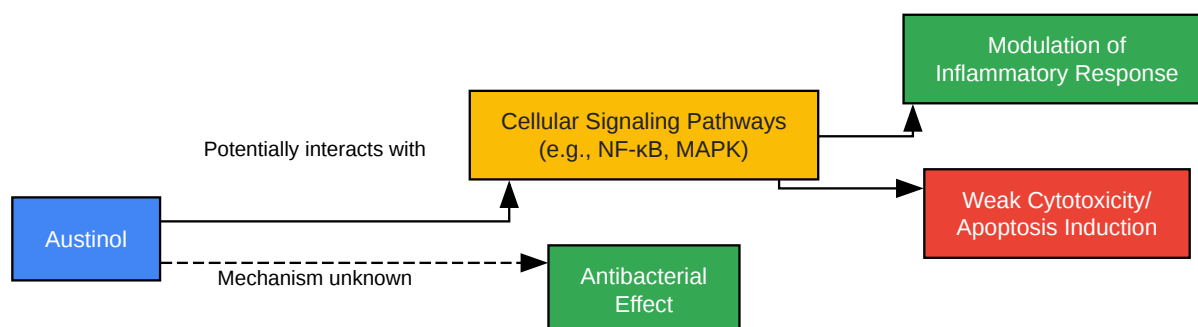 Modulation of
Inflammatory Response
Cellular Signaling Pathways
(e.g., NF-κB, MAPK)
Potentially interacts with
Weak Cytotoxicity/
Apoptosis Induction
Austinol
Mechanism unknown
Antibacterial
Effect